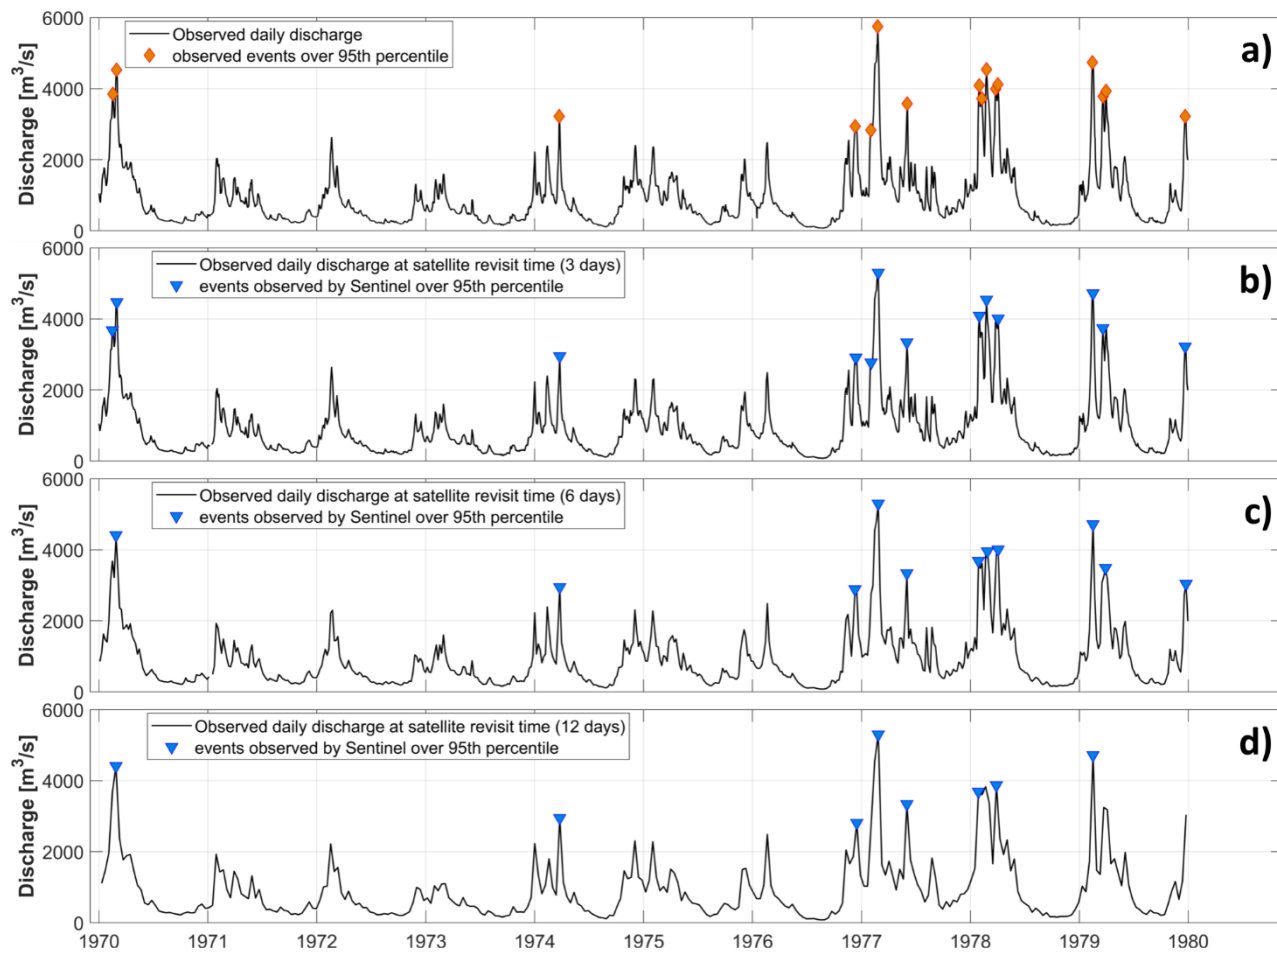 6000
4000
2000
0
Discharge [m³/s]
Observed daily discharge
observed events over 95th percentile
a)
6000
4000
2000
0
Discharge [m³/s]
Observed daily discharge at satellite revisit time (3 days)
events observed by Sentinel over 95th percentile
b)
6000
4000
2000
0
Discharge [m³/s]
Observed daily discharge at satellite revisit time (6 days)
events observed by Sentinel over 95th percentile
c)
6000
4000
2000
0
Discharge [m³/s]
Observed daily discharge at satellite revisit time (12 days)
events observed by Sentinel over 95th percentile
d)
1970 1971 1972 1973 1974 1975 1976 1977 1978 1979 1980